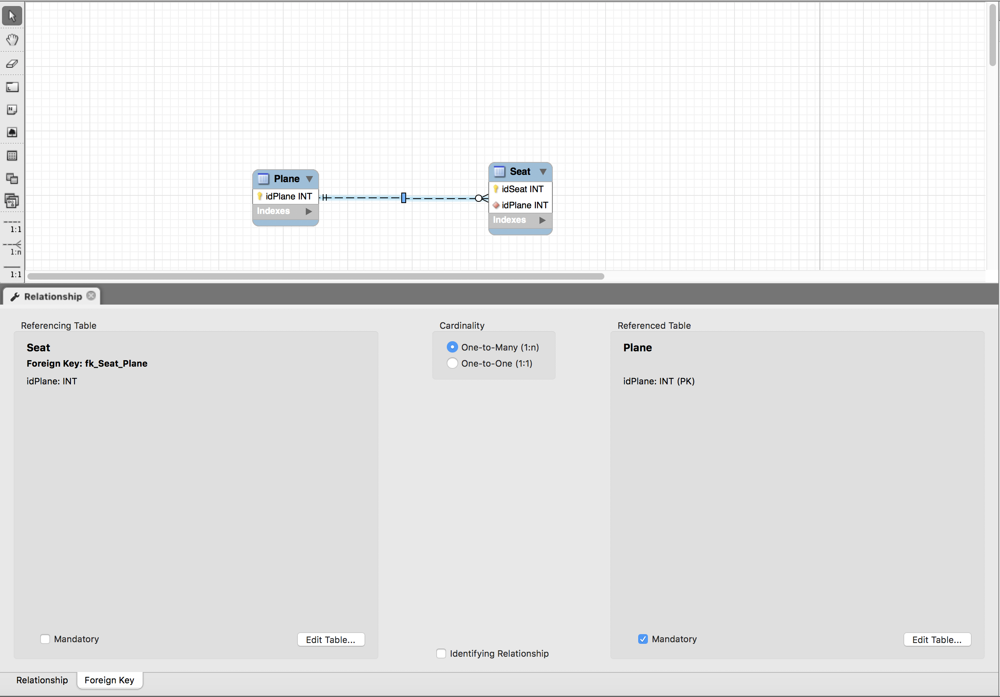 Plane
idPlane INT
Indexes
Seat
idSeat INT
idPlane INT
Indexes
L
N
1:1
1:n
1:1
Relationship
Referencing Table
Seat
Foreign Key: fk_Seat_Plane
idPlane: INT
Mandatory
Edit Table...
Cardinality
One-to-Many (1:n)
One-to-One (1:1)
Identifying Relationship
Referenced Table
Plane
idPlane: INT (PK)
Mandatory
Edit Table...
Relationship
Foreign Key